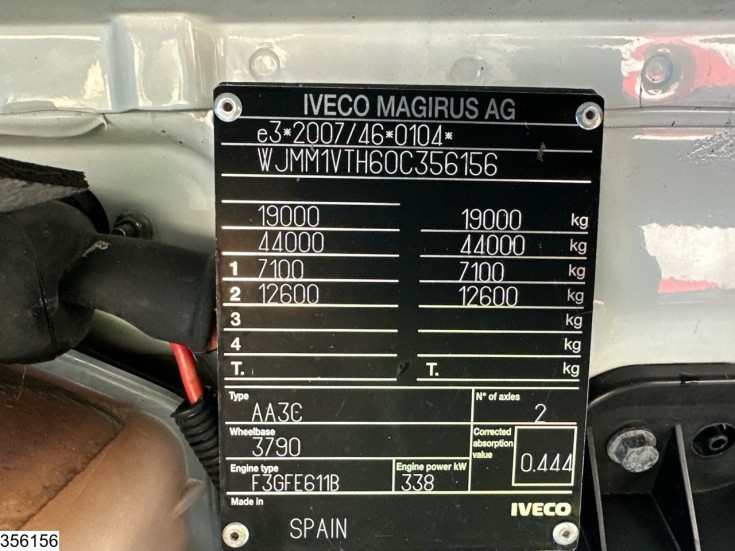 IVECO MAGIRUS AG
e3*2007/46*0104*
WJMM1VTH60C356156
19000 19000 kg
44000 44000 kg
1 7100 7100 kg
2 12600 12600 kg
3 kg
4 kg
T. T. kg
Type N° of axles
AA3C 2
Wheelbase Corrected absorption value
3790 0.444
Engine type Engine power kW
F3GFE611B 338
Made in IVECO
SPAIN
356156